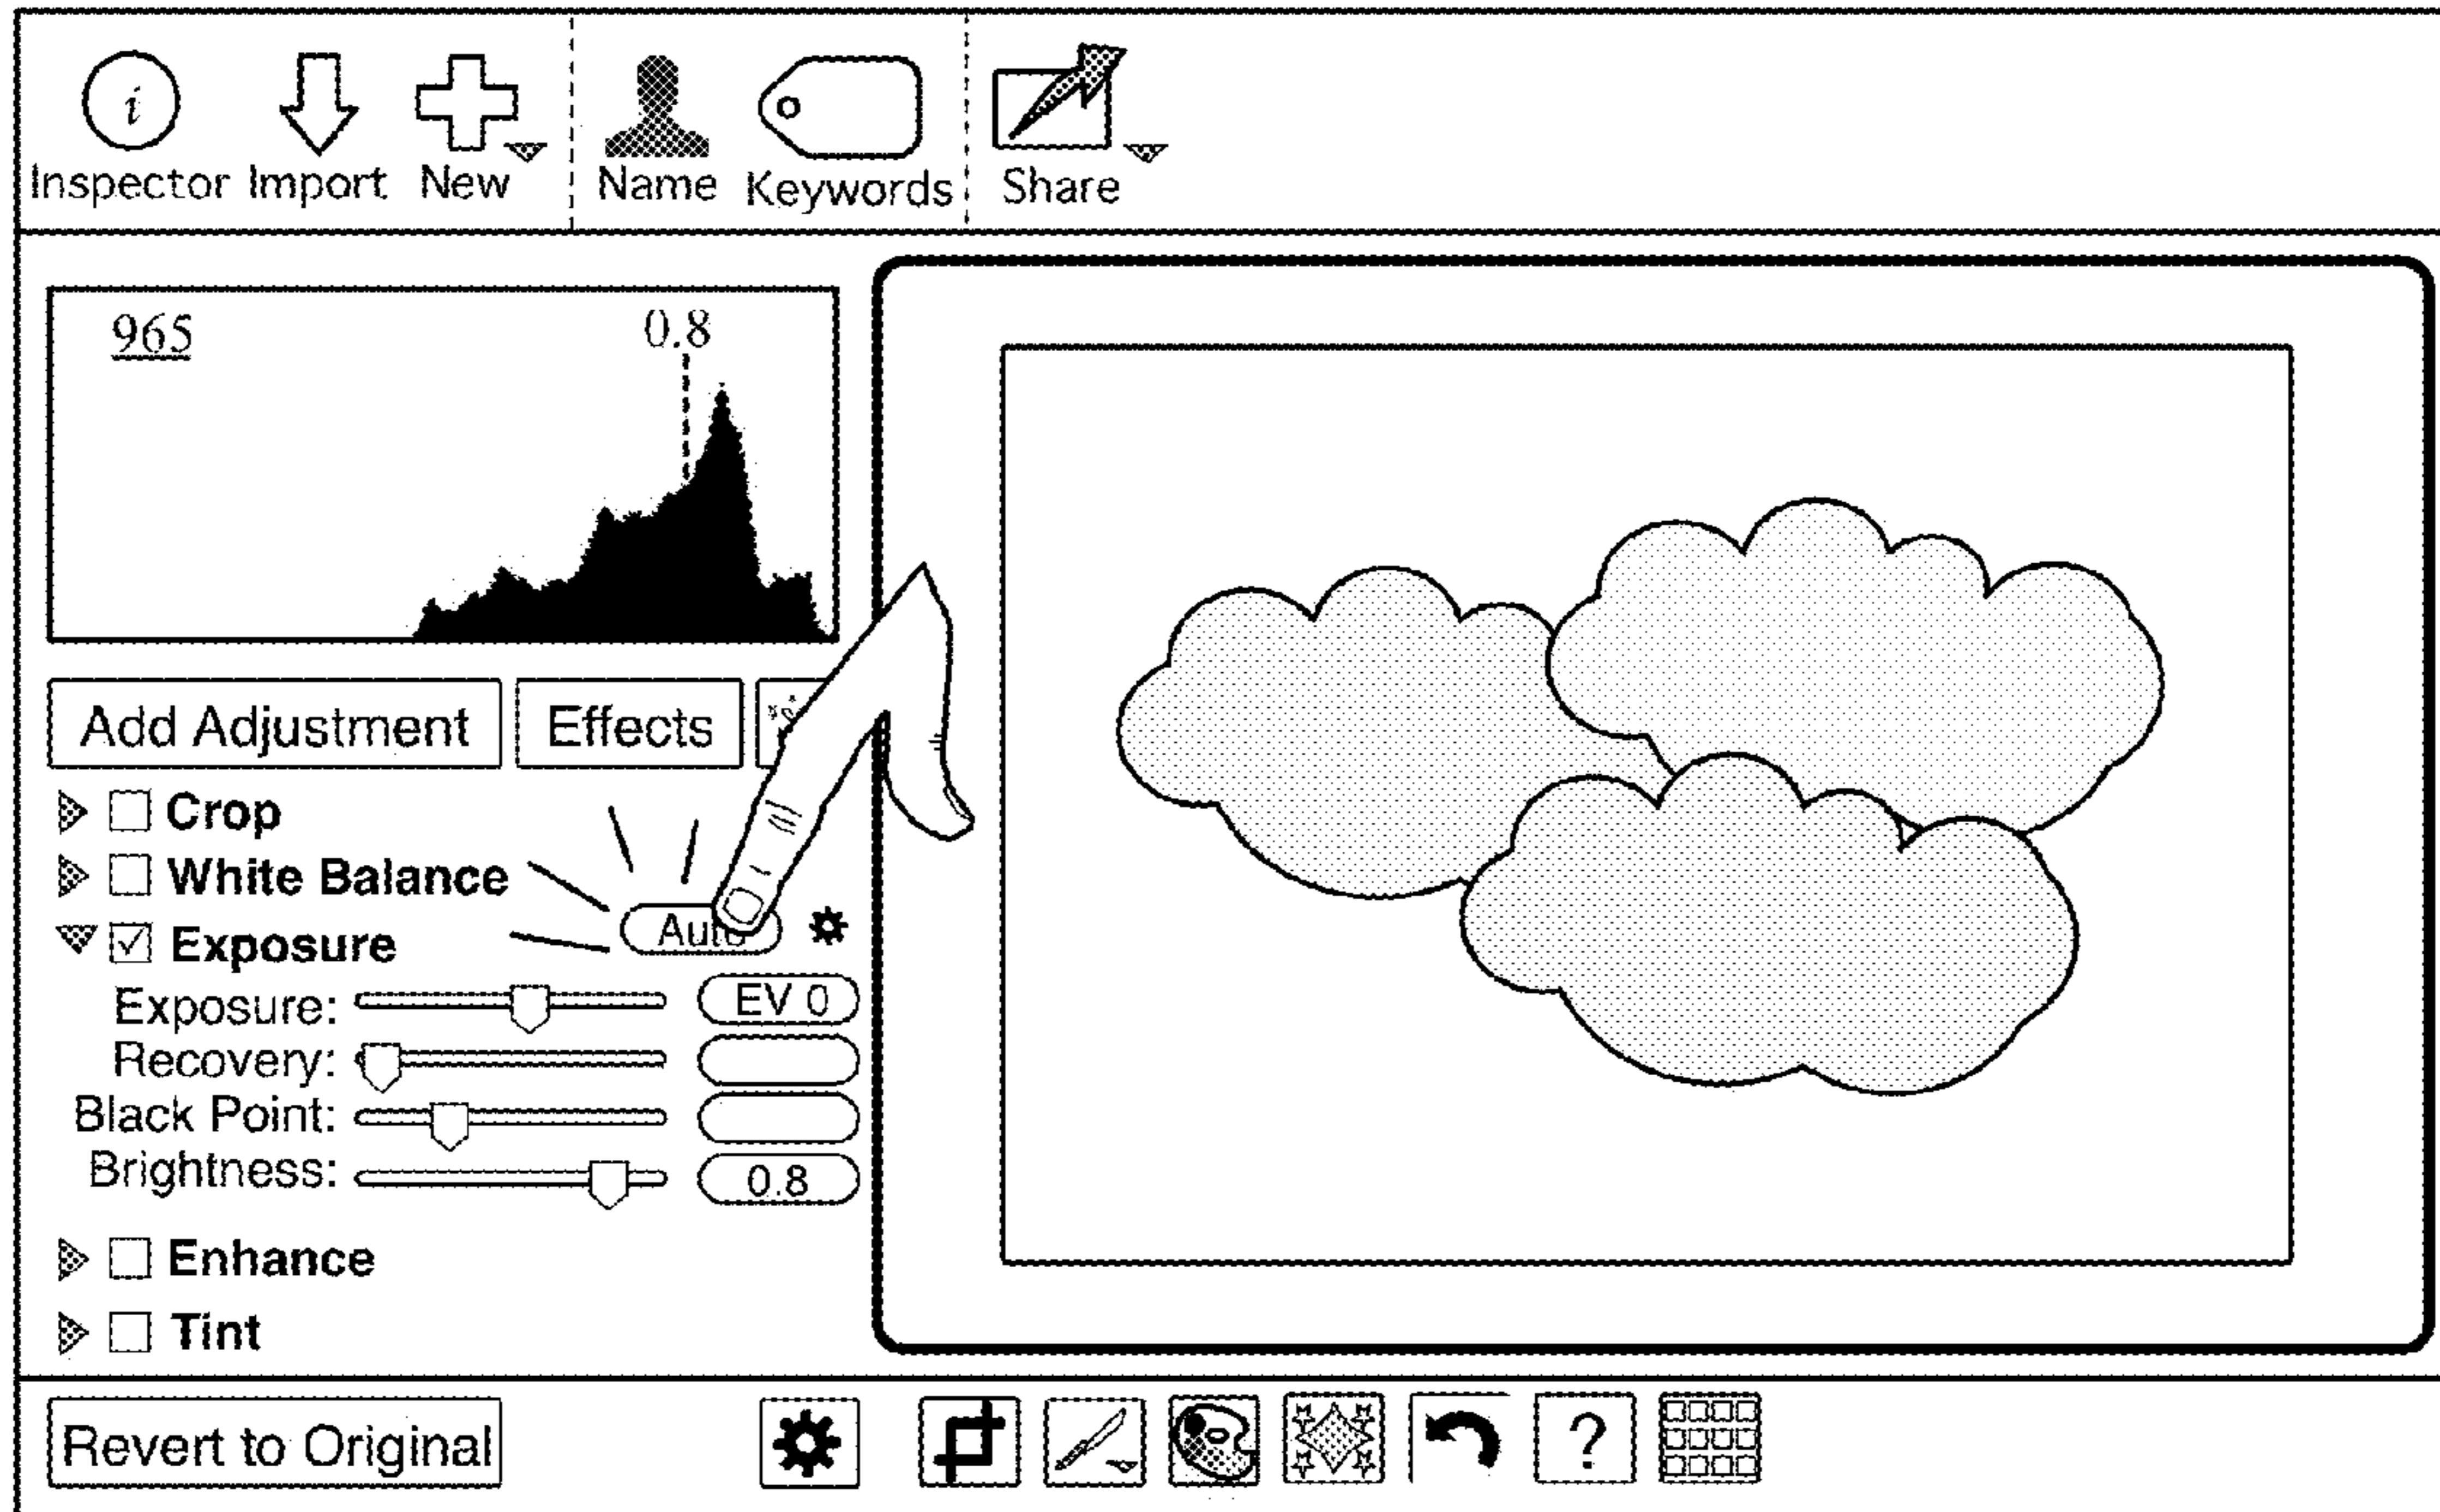 i
Inspector Import New Name Keywords Share
965 0.8
Add Adjustment Effects
Crop
White Balance
Auto
Exposure
Exposure: EV 0
Recovery:
Black Point:
Brightness: 0.8
Enhance
Tint
Revert to Original ?